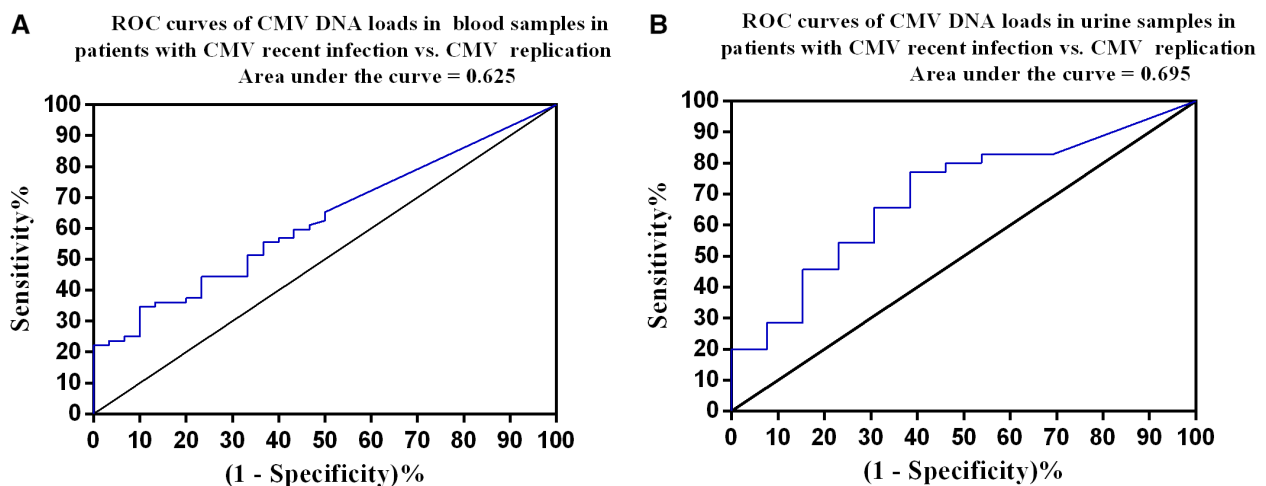 A
ROC curves of CMV DNA loads in blood samples in
patients with CMV recent infection vs. CMV replication
Area under the curve = 0.625
100
90
80
70
60
50
40
30
20
10
0
Sensitivity%
0 10 20 30 40 50 60 70 80 90 100
(1 - Specificity)%
B
ROC curves of CMV DNA loads in urine samples in
patients with CMV recent infection vs. CMV replication
Area under the curve = 0.695
100
90
80
70
60
50
40
30
20
10
0
Sensitivity%
0 10 20 30 40 50 60 70 80 90 100
(1 - Specificity)%